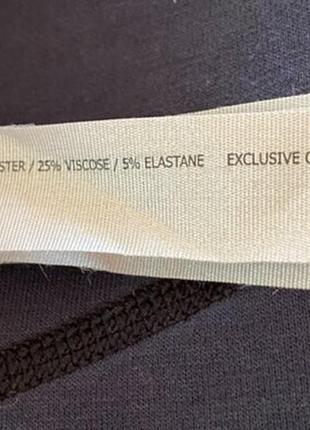 STER / 25% VISCOSE / 5% ELASTANE EXCLUSIVE